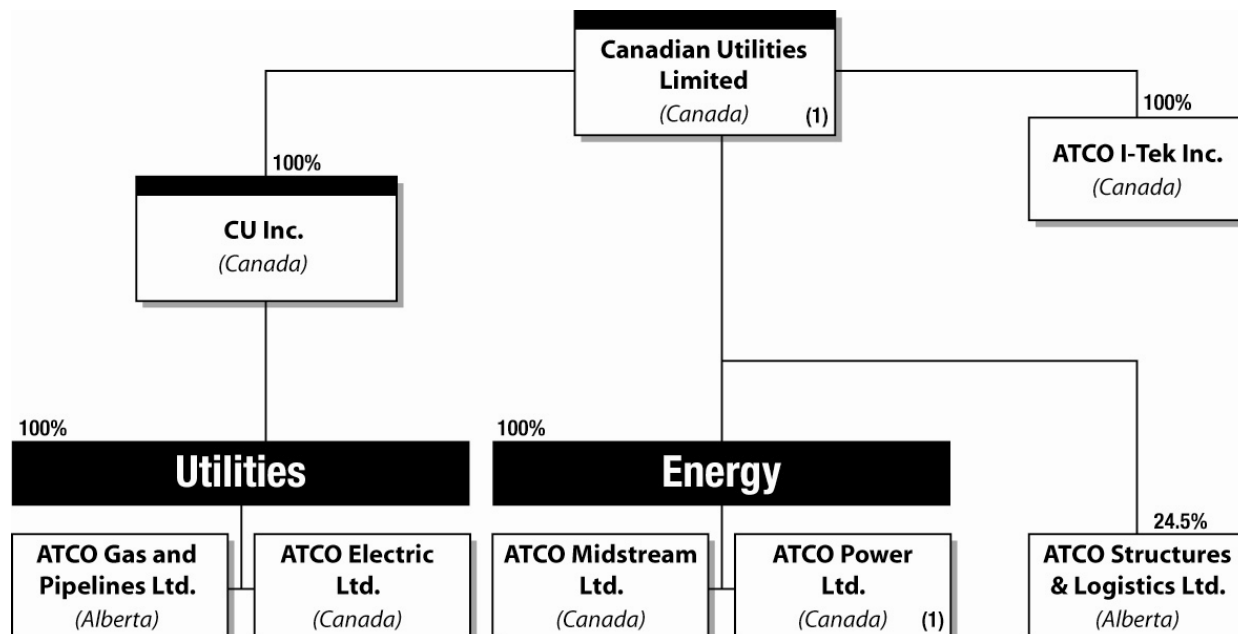 Canadian Utilities
Limited
(Canada) (1)
100%
ATCO I-Tek Inc.
(Canada)
100%
CU Inc.
(Canada)
100%
Utilities
100%
Energy
ATCO Gas and
Pipelines Ltd.
(Alberta)
ATCO Electric
Ltd.
(Canada)
ATCO Midstream
Ltd.
(Canada)
ATCO Power
Ltd.
(Canada) (1)
24.5%
ATCO Structures
& Logistics Ltd.
(Alberta)